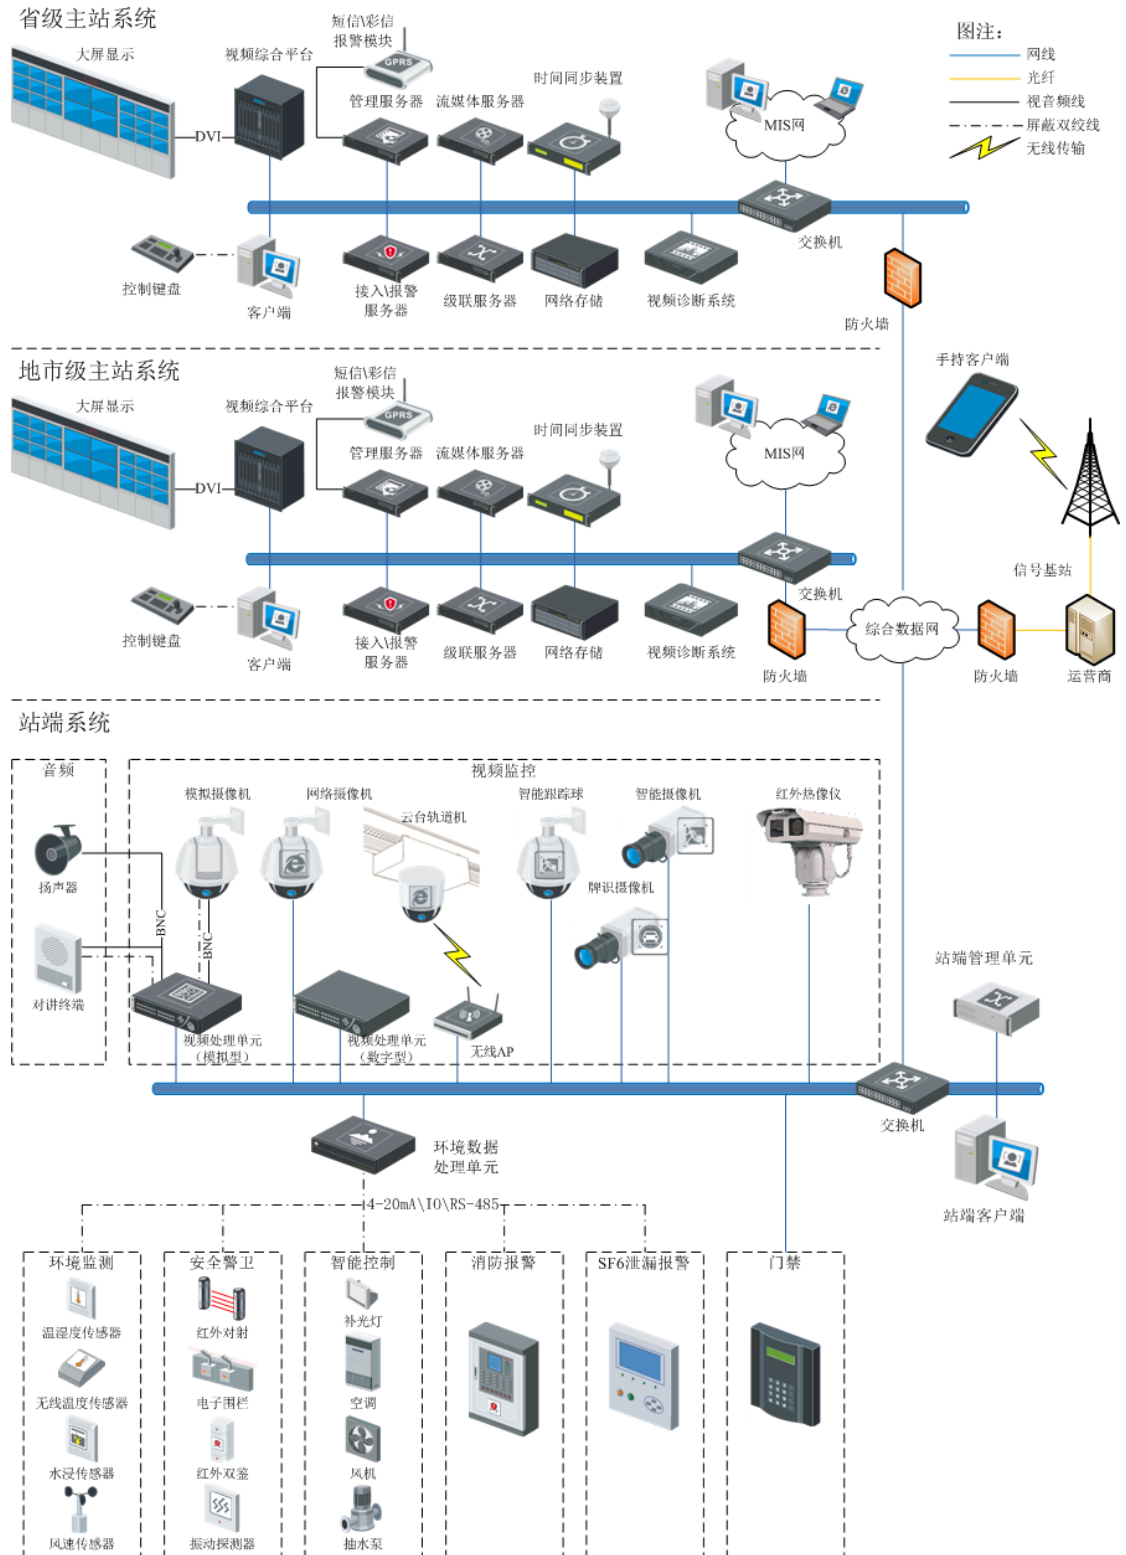 省级主站系统
大屏显示
视频综合平台
短信\彩信
报警模块
GPRS
管理服务器
流媒体服务器
时间同步装置
MIS网
图注:
网线
光纤
视音频线
屏蔽双绞线
无线传输
DVI
控制键盘
客户端
接入\报警
服务器
级联服务器
网络存储
视频诊断系统
交换机
防火墙
地市级主站系统
大屏显示
视频综合平台
短信\彩信
报警模块
GPRS
管理服务器
流媒体服务器
时间同步装置
MIS网
手持客户端
DVI
控制键盘
客户端
接入\报警
服务器
级联服务器
网络存储
视频诊断系统
交换机
防火墙
综合数据网
防火墙
信号基站
运营商
站端系统
音频
扬声器
对讲终端
视频监控
模拟摄像机
网络摄像机
云台轨道机
智能跟踪球
智能摄像机
红外热像仪
牌识摄像机
BNC
BNC
视频处理单元
（模拟型）
视频处理单元
（数字型）
无线AP
站端管理单元
交换机
站端客户端
环境数据
处理单元
4-20mA\IO\RS-485
环境监测
温湿度传感器
无线温度传感器
水浸传感器
风速传感器
安全警卫
红外对射
电子围栏
红外双鉴
振动探测器
智能控制
补光灯
空调
风机
抽水泵
消防报警
SF6泄漏报警
门禁